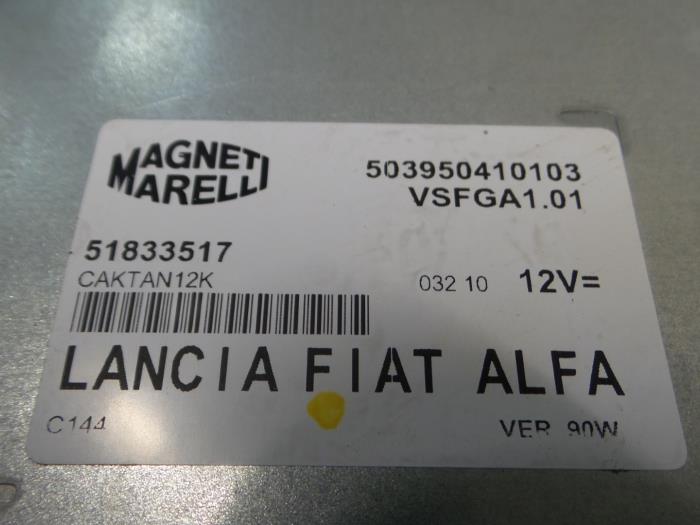 MAGNETI
MARELLI
503950410103
VSFGA1.01
51833517
CAKTAN12K
032 10 12V=
LANCIA FIAT ALFA
C144
VER 90W